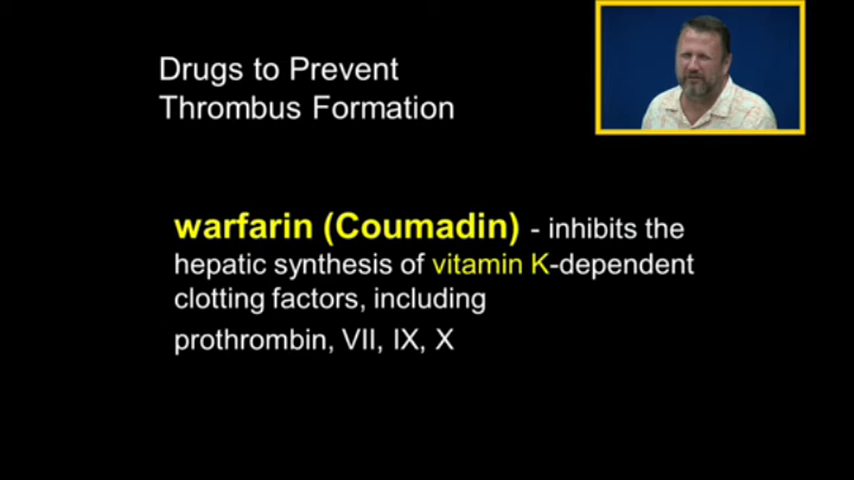 Drugs to Prevent
Thrombus Formation
warfarin (Coumadin) - inhibits the
hepatic synthesis of vitamin K-dependent
clotting factors, including
prothrombin, VII, IX, X